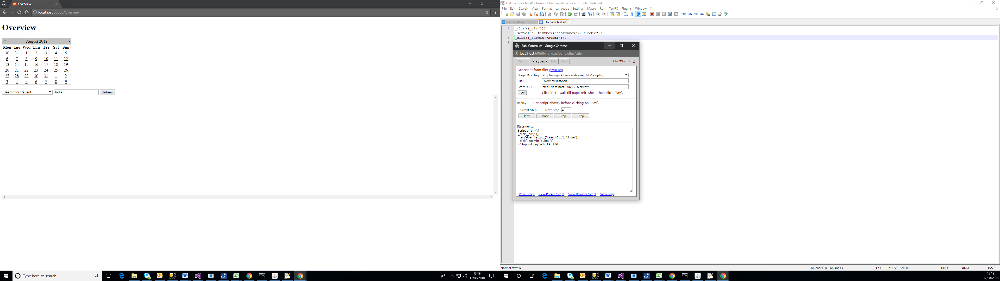 Overview
localhost:60686/Overview
Overview
< August 2018 >
Mon Tue Wed Thu Fri Sat Sun
30 31 1 2 3 4 5
6 7 8 9 10 11 12
13 14 15 16 17 18 19
20 21 22 23 24 25 26
27 28 29 30 31 1 2
3 4 5 6 7 8 9
Search for Patient Jodie Submit
Type here to search
13:19
17/08/2018
C:\Users\jack.hurst\sahi\userdata\scripts\OverviewTest.sah - Notepad++
File Edit Search View Format Language Settings Macro Run TextFX Plugins Window ? X
OverviewBasicTest.side OverviewTest.sah
1 _click(_div(1));
2 _setValue(_textbox("searchBox"), "Jodie");
3 _click(_submit("Submi"));
4
Sahi Controller - Google Chrome
localhost:60686/_s_/spr/controller7.htm
Record Playback Info New! Sahi OS v5.1 ?
Set script from file: [from url]
Script Directory: C:\Users\jack.hurst\sahi\userdata\scripts\
File: OverviewTest.sah
Start URL: http://localhost:60686/Overview
Set Click 'Set', wait till page refreshes, then click 'Play'.
Replay: Set script above, before clicking on 'Play'.
Current Step:3 Next Step: 4
Play Pause Step Stop
Statements:
Script error. (:)
_click(_div(1));
_setValue(_textbox("searchBox"), "Jodie");
_click(_submit("Submi"));
--Stopped Playback: FAILURE--
View Script View Parsed Script View Browser Script View Logs
Normal text file nb char : 86 nb line : 4 Ln : 3 Col : 22 Sel : 0 UNIX ANSI INS
13:19
17/08/2018